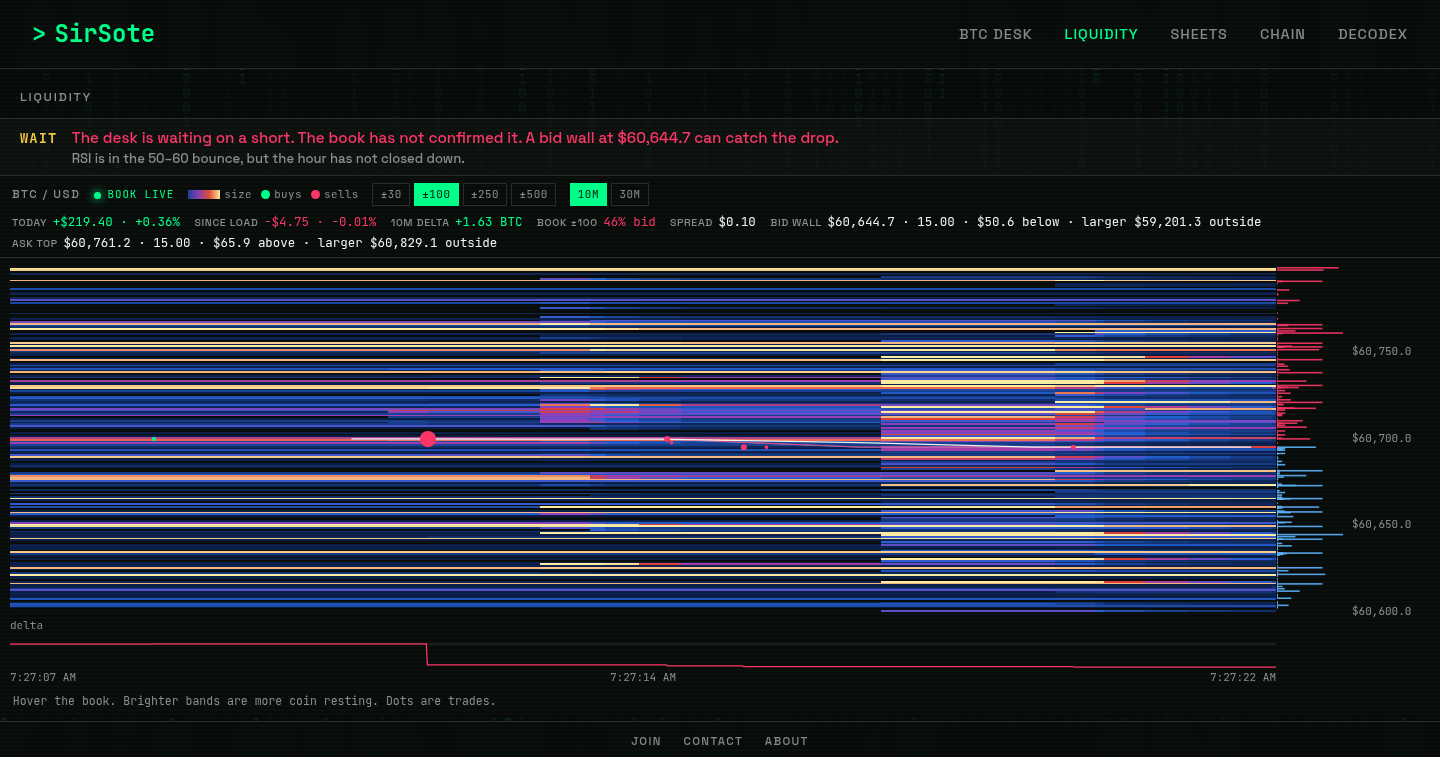 > SirSote
BTC DESK LIQUIDITY SHEETS CHAIN DECODEX
LIQUIDITY
WAIT The desk is waiting on a short. The book has not confirmed it. A bid wall at $60,644.7 can catch the drop.
RSI is in the 50–60 bounce, but the hour has not closed down.
BTC / USD BOOK LIVE size buys sells ±30 ±100 ±250 ±500 10M 30M
TODAY +$219.40 · +0.36% SINCE LOAD -$4.75 · -0.01% 10M DELTA +1.63 BTC BOOK ±100 46% bid SPREAD $0.10 BID WALL $60,644.7 · 15.00 · $50.6 below · larger $59,201.3 outside
ASK TOP $60,761.2 · 15.00 · $65.9 above · larger $60,829.1 outside
$60,750.0
$60,700.0
$60,650.0
$60,600.0
delta
7:27:07 AM 7:27:14 AM 7:27:22 AM
Hover the book. Brighter bands are more coin resting. Dots are trades.
JOIN CONTACT ABOUT